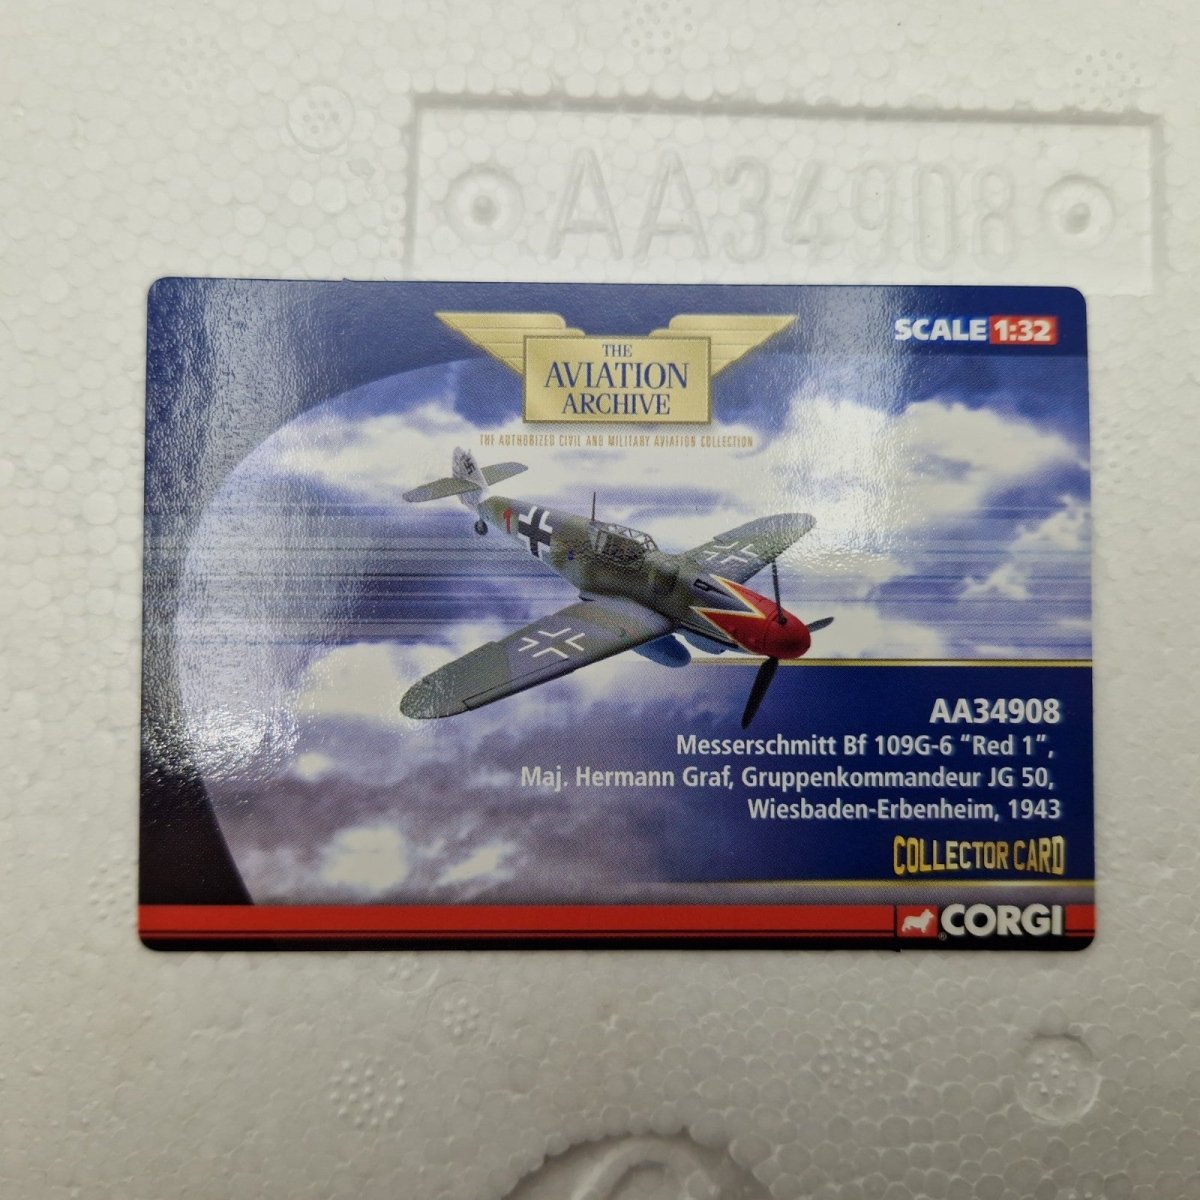 AA34908
SCALE 1:32
THE
AVIATION
ARCHIVE
THE AUTHORIZED CIVIL AND MILITARY AVIATION COLLECTION
1
AA34908
Messerschmitt Bf 109G-6 “Red 1”,
Maj. Hermann Graf, Gruppenkommandeur JG 50,
Wiesbaden-Erbenheim, 1943
COLLECTOR CARD
® CORGI